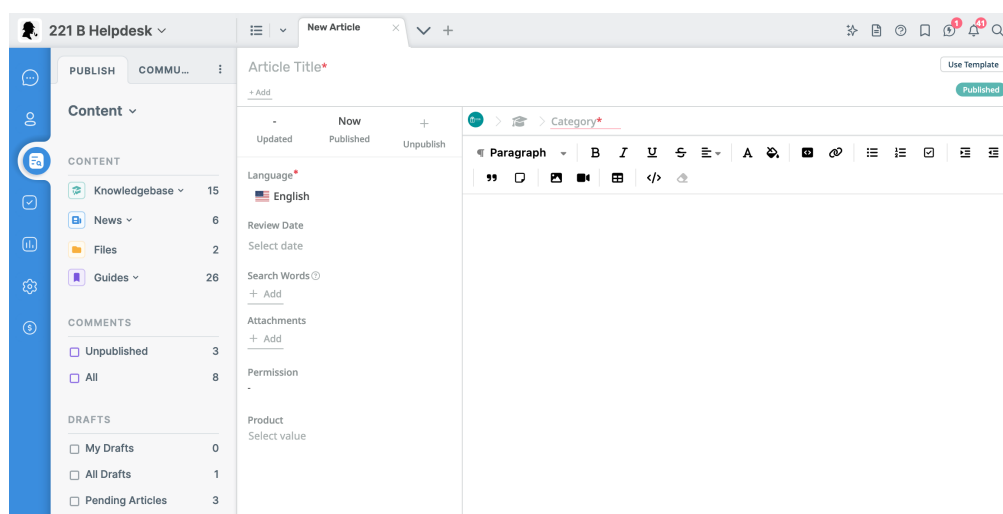 221 B Helpdesk
New Article
1
41
PUBLISH
COMMU...
Content
CONTENT
Knowledgebase 15
News 6
Files 2
Guides 26
COMMENTS
Unpublished 3
All 8
DRAFTS
My Drafts 0
All Drafts 1
Pending Articles 3
Article Title*
+ Add
Use Template
Published
- Now +
Updated Published Unpublish
Language*
English
Review Date
Select date
Search Words
+ Add
Attachments
+ Add
Permission
-
Product
Select value
Category*
¶ Paragraph B I U S A
</>